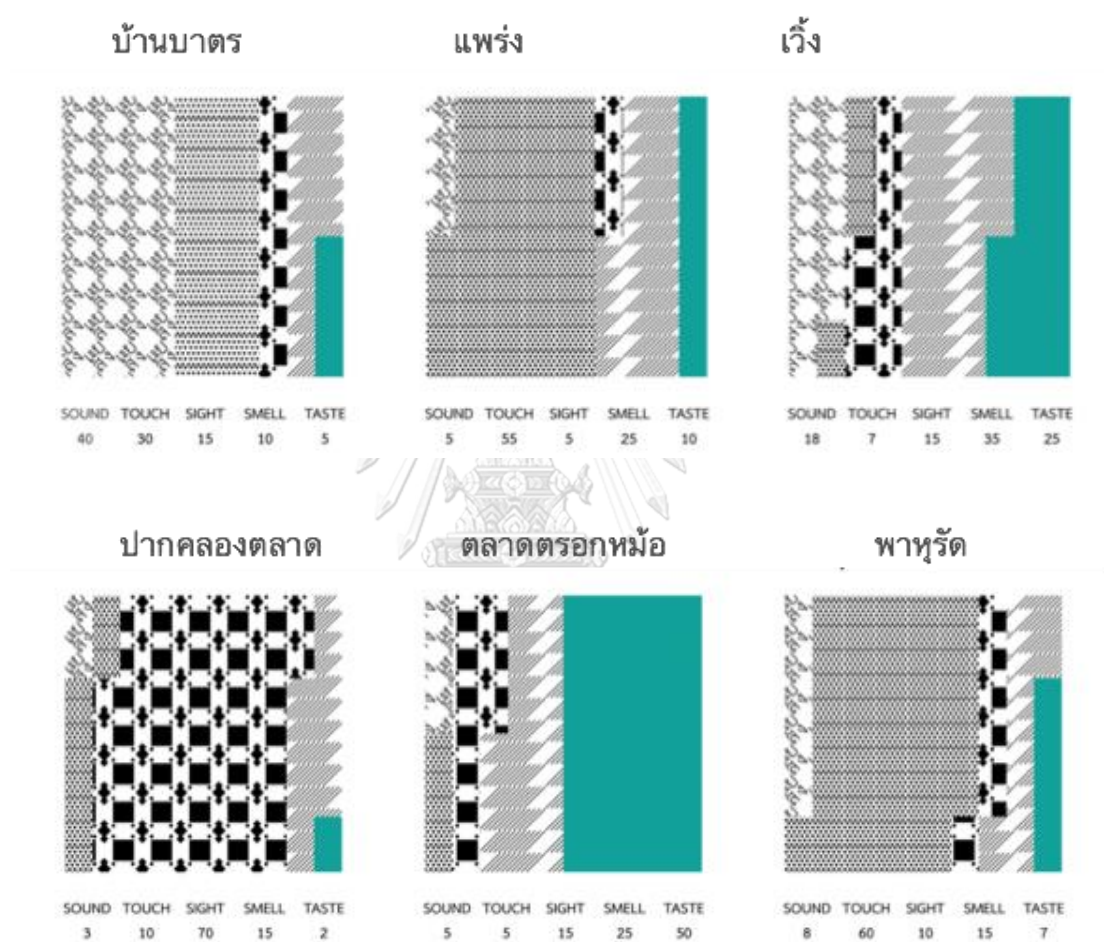 บ้านบาตร แพร่ง เวิ้ง
SOUND TOUCH SIGHT SMELL TASTE SOUND TOUCH SIGHT SMELL TASTE SOUND TOUCH SIGHT SMELL TASTE
40 30 15 10 5 5 55 5 25 10 18 7 15 35 25
ปากคลองตลาด ตลาดตรอกหม้อ พาหุรัด
SOUND TOUCH SIGHT SMELL TASTE SOUND TOUCH SIGHT SMELL TASTE SOUND TOUCH SIGHT SMELL TASTE
3 10 70 15 2 5 5 15 25 50 8 60 10 15 7